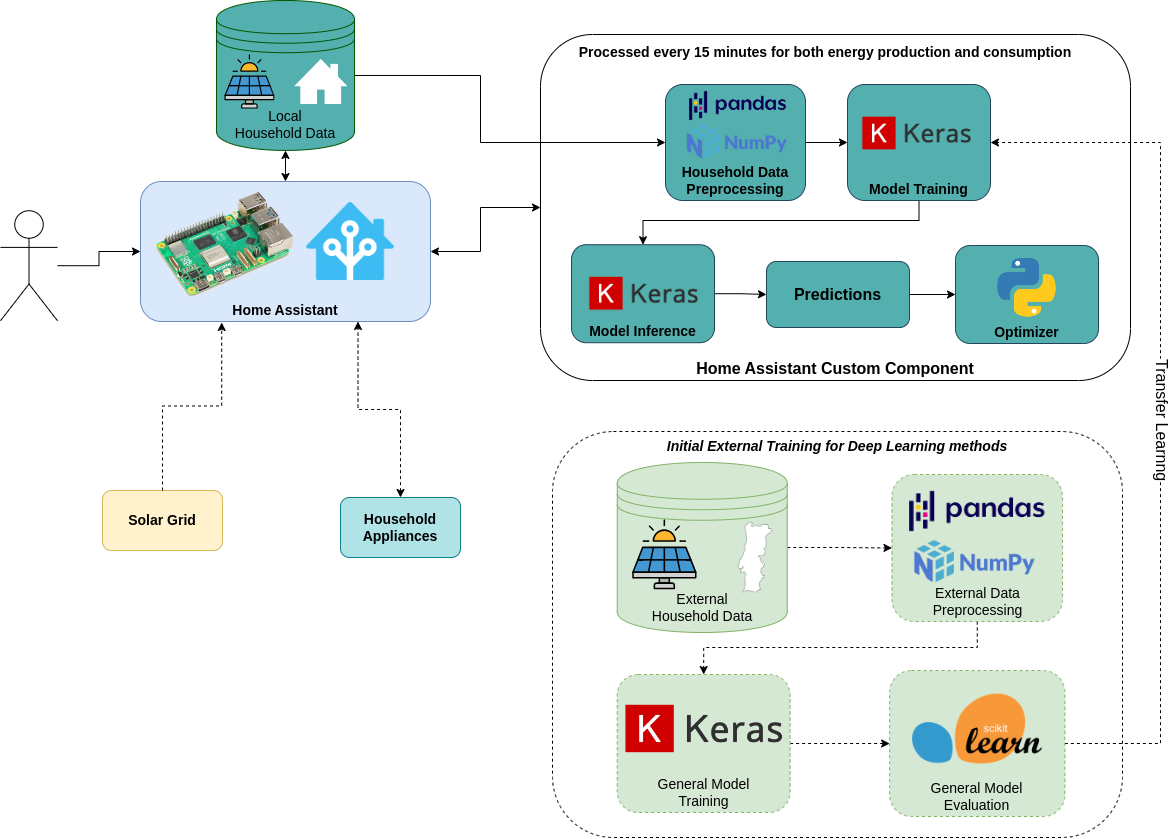 Local
Household Data
Home Assistant
Solar Grid
Household
Appliances
Processed every 15 minutes for both energy production and consumption
pandas
NumPy
Household Data
Preprocessing
K Keras
Model Training
K Keras
Model Inference
Predictions
Optimizer
Home Assistant Custom Component
Transfer Learnng
Initial External Training for Deep Learning methods
External
Household Data
pandas
NumPy
External Data
Preprocessing
K Keras
General Model
Training
scikit
learn
General Model
Evaluation